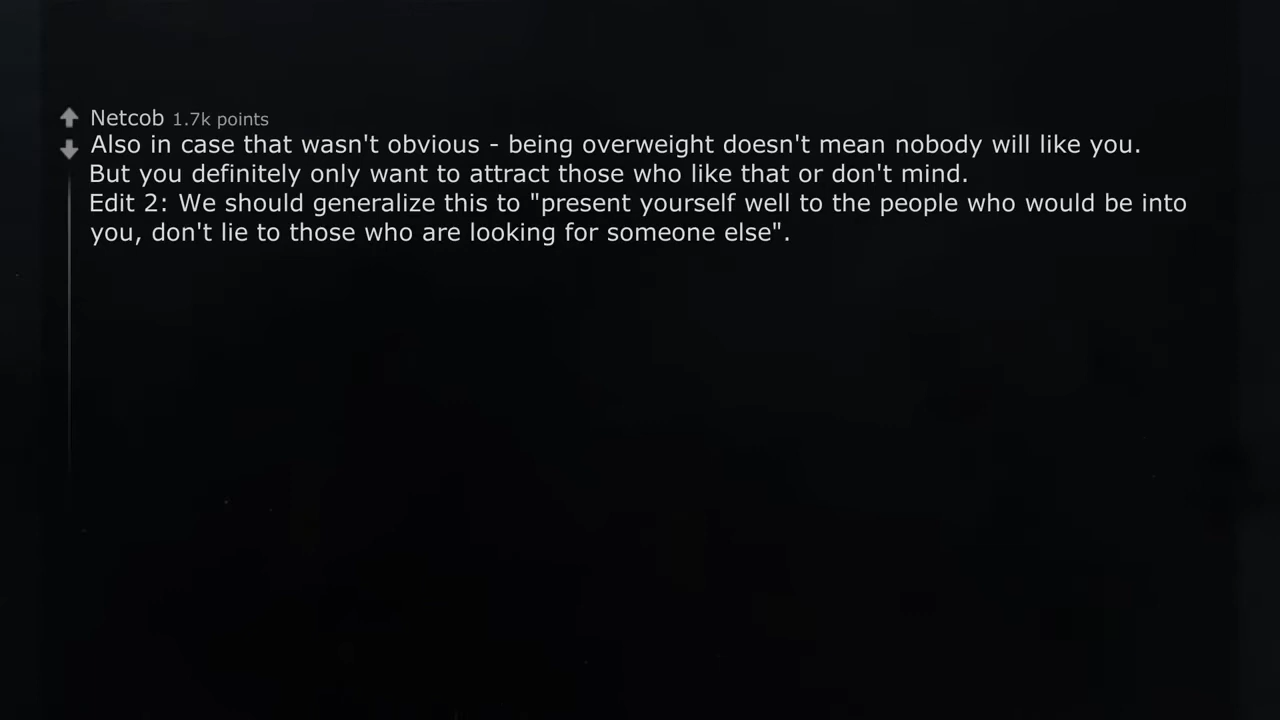 Netcob 1.7k points
Also in case that wasn't obvious - being overweight doesn't mean nobody will like you.
But you definitely only want to attract those who like that or don't mind.
Edit 2: We should generalize this to "present yourself well to the people who would be into
you, don't lie to those who are looking for someone else".